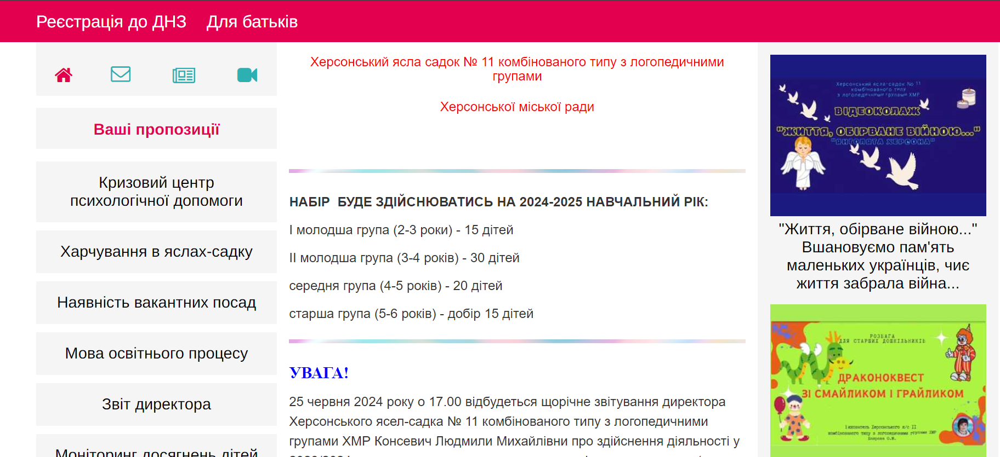 Реєстрація до ДНЗ Для батьків
Ваші пропозиції
Кризовий центр
психологічної допомоги
Харчування в яслах-садку
Наявність вакантних посад
Мова освітнього процесу
Звіт директора
Моніторинг досягнень дітей
Херсонський ясла садок № 11 комбінованого типу з логопедичними
групами
Херсонської міської ради
НАБІР  БУДЕ ЗДІЙСНЮВАТИСЬ НА 2024-2025 НАВЧАЛЬНИЙ РІК:
І молодша група (2-3 роки) - 15 дітей
ІІ молодша група (3-4 років) - 30 дітей
середня група (4-5 років) - 20 дітей
старша група (5-6 років) - добір 15 дітей
УВАГА!
25 червня 2024 року о 17.00 відбудеться щорічне звітування директора
Херсонського ясел-садка № 11 комбінованого типу з логопедичними
групами ХМР Консевич Людмили Михайлівни про здійснення діяльності у
Херсонський ясла-садок № 11
комбінованого типу
з логопедичними групами ХМР
ВІДЕОКОЛАЖ
"ЖИТТЯ, ОБІРВАНЕ ВІЙНОЮ..."
"ЯНГОЛЯТА ХЕРСОНА"
"Життя, обірване війною..."
Вшановуємо пам'ять
маленьких українців, чиє
життя забрала війна...
РОЗВАГА
ДЛЯ СТАРШИХ ДОШКІЛЬНИКІВ
ДРАКОНОКВЕСТ
ЗІ СМАЙЛИКОМ І ГРАЙЛИКОМ
комбінованого типу з логопедичними групами ХМР